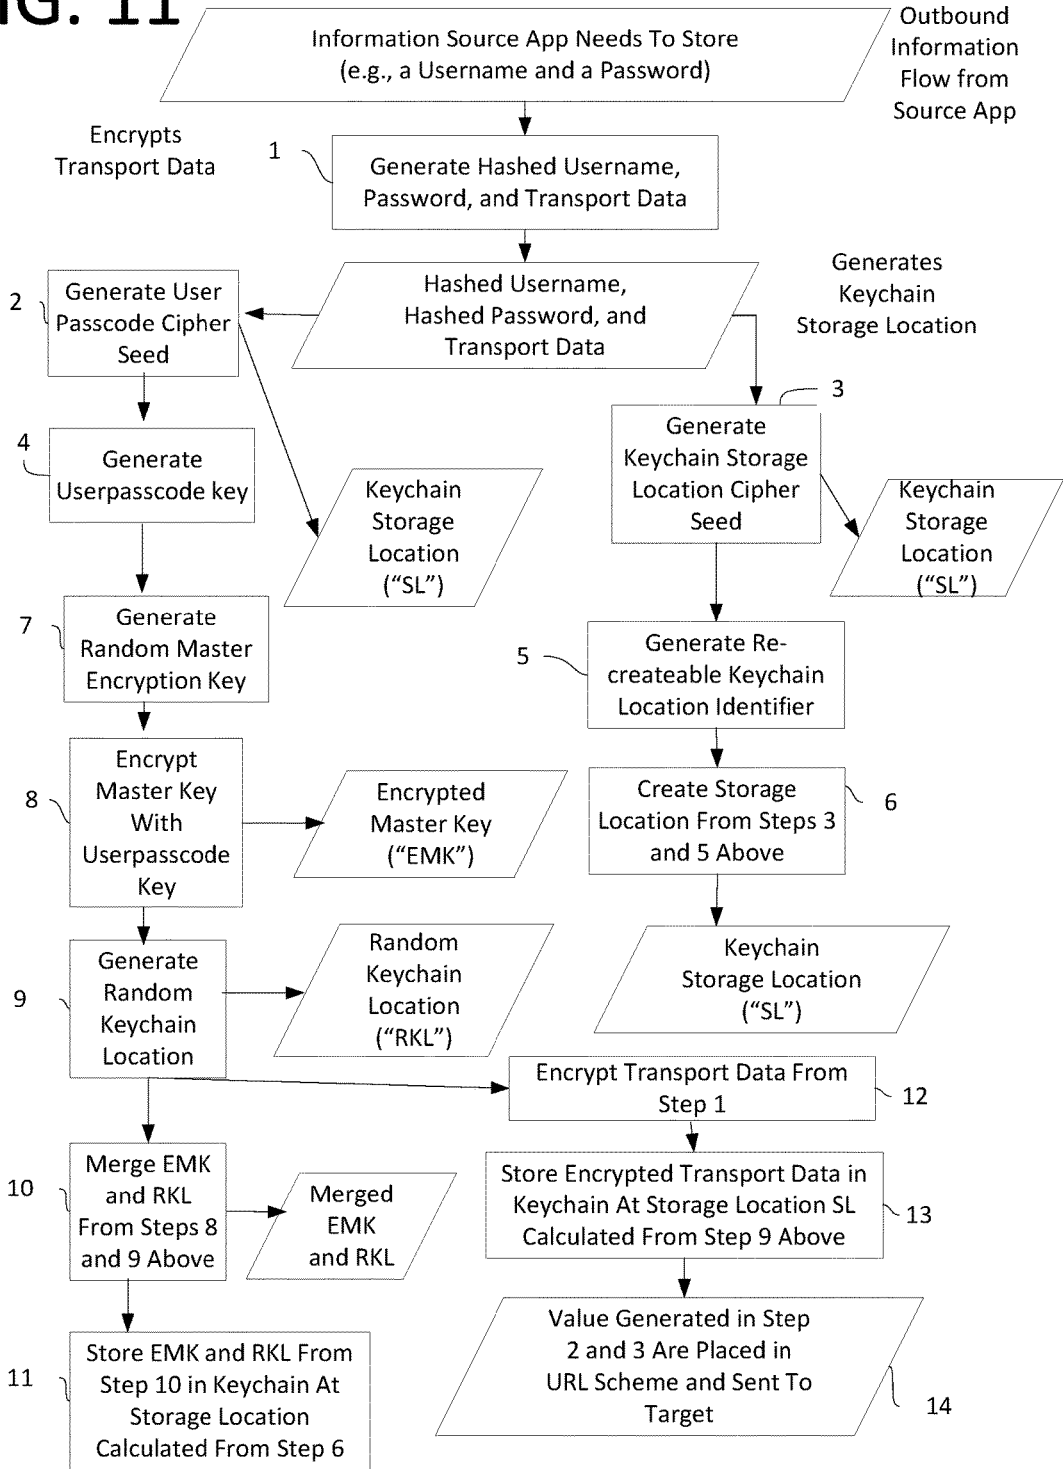 FIG. 11
Information Source App Needs To Store
(e.g., a Username and a Password)
Outbound
Information
Flow from
Source App
Encrypts
Transport Data
1
Generate Hashed Username,
Password, and Transport Data
Hashed Username,
Hashed Password, and
Transport Data
Generates
Keychain
Storage Location
2
Generate User
Passcode Cipher
Seed
3
Generate
Keychain Storage
Location Cipher
Seed
4
Generate
Userpasscode key
Keychain
Storage
Location
(“SL”)
Keychain
Storage
Location
(“SL”)
7
Generate
Random Master
Encryption Key
5
Generate Re-
createable Keychain
Location Identifier
8
Encrypt
Master Key
With
Userpasscode
Key
Encrypted
Master Key
(“EMK”)
Create Storage
Location From Steps 3
and 5 Above
6
9
Generate
Random
Keychain
Location
Random
Keychain
Location
(“RKL”)
Keychain
Storage Location
(“SL”)
Encrypt Transport Data From
Step 1
12
10
Merge EMK
and RKL
From Steps 8
and 9 Above
Merged
EMK
and RKL
Store Encrypted Transport Data in
Keychain At Storage Location SL
Calculated From Step 9 Above
13
11
Store EMK and RKL From
Step 10 in Keychain At
Storage Location
Calculated From Step 6
Value Generated in Step
2 and 3 Are Placed in
URL Scheme and Sent To
Target
14